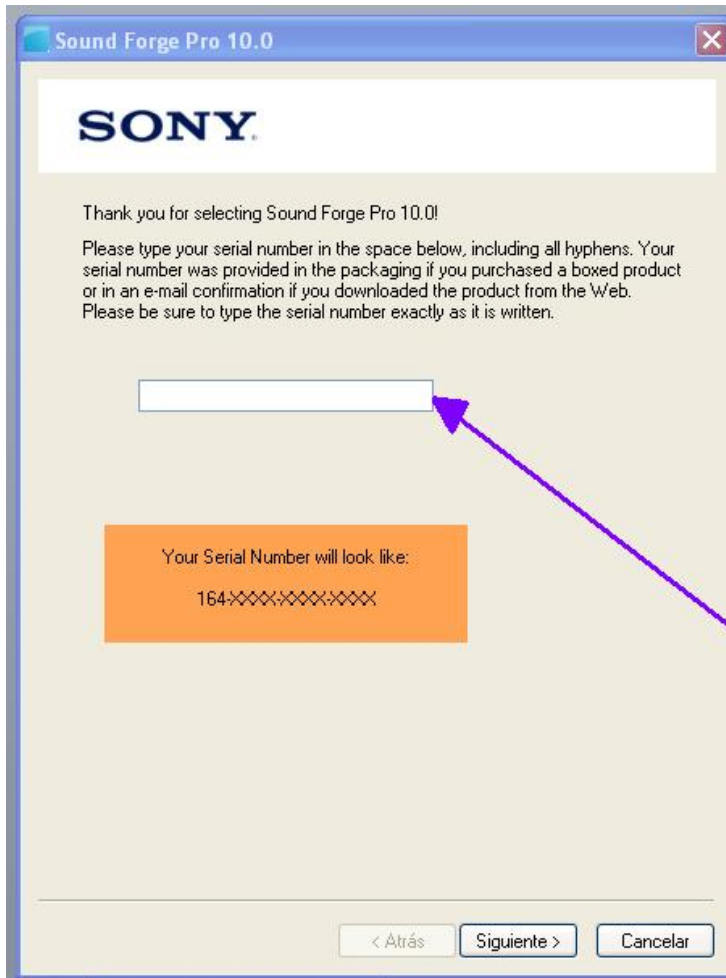 Sound Forge Pro 10.0
SONY
Thank you for selecting Sound Forge Pro 10.0!
Please type your serial number in the space below, including all hyphens. Your
serial number was provided in the packaging if you purchased a boxed product
or in an e-mail confirmation if you downloaded the product from the Web.
Please be sure to type the serial number exactly as it is written.
Your Serial Number will look like:
164-XXXX-XXXX-XXXX
< Atrás Siguiente > Cancelar